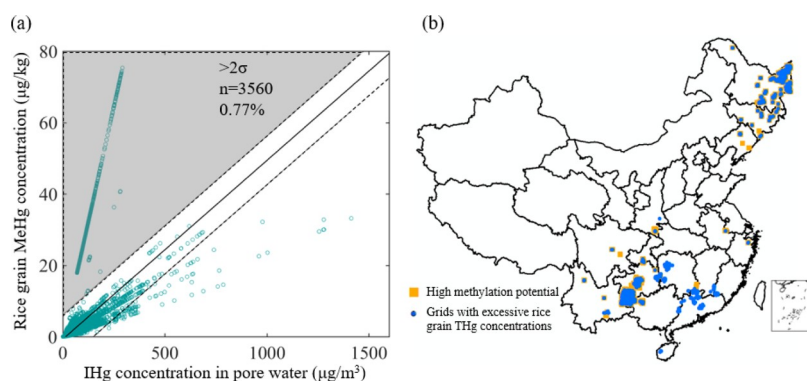 (a)
80
60
40
20
0
0
500
1000
1500
Rice grain MeHg concentration (µg/kg)
IHg concentration in pore water (µg/m³)
>2σ
n=3560
0.77%
(b)
High methylation potential
Grids with excessive rice
grain THg concentrations